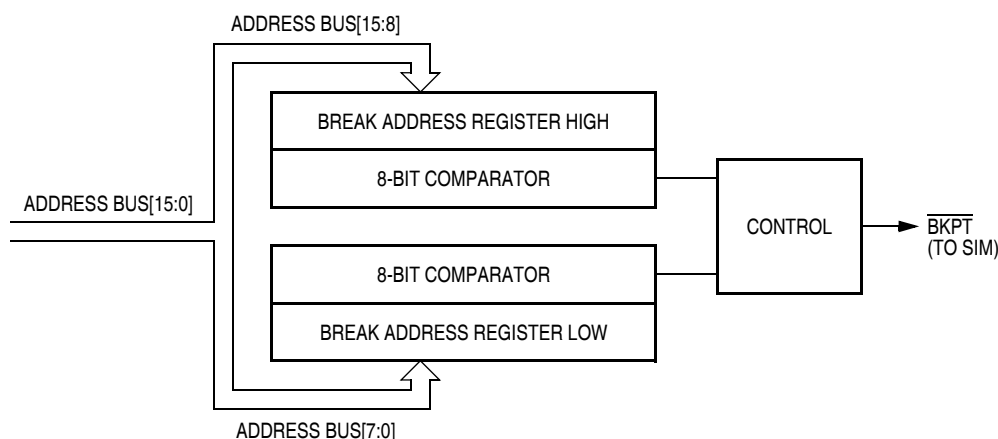 ADDRESS BUS[15:8]
BREAK ADDRESS REGISTER HIGH
8-BIT COMPARATOR
ADDRESS BUS[15:0]
CONTROL
BKPT
(TO SIM)
8-BIT COMPARATOR
BREAK ADDRESS REGISTER LOW
ADDRESS BUS[7:0]